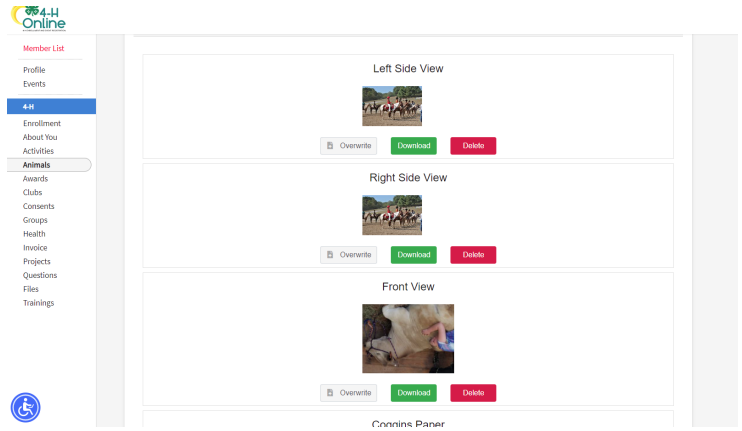 4-H
Online
Member List
Profile
Events
4-H
Enrollment
About You
Activities
Animals
Awards
Clubs
Consents
Groups
Health
Invoice
Projects
Questions
Files
Trainings
Left Side View
Overwrite Download Delete
Right Side View
Overwrite Download Delete
Front View
Overwrite Download Delete
Coggins Paper